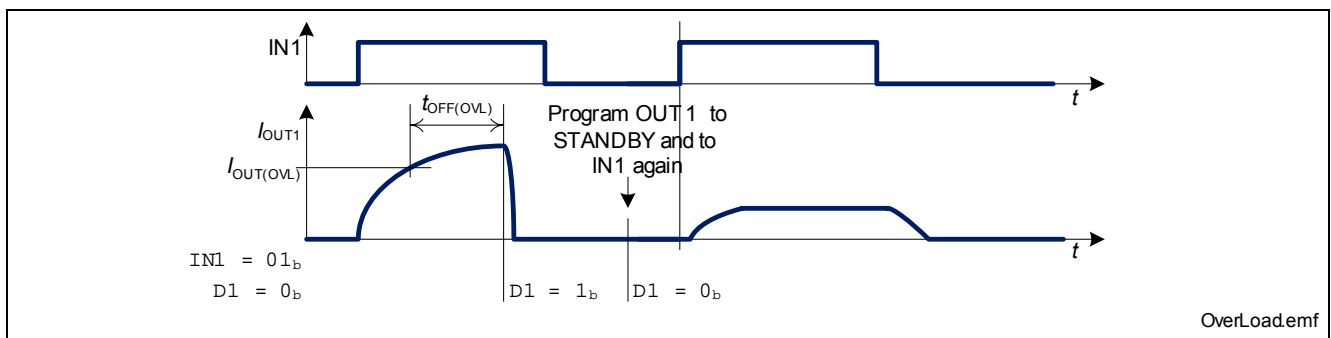 IN1
t
tOFF(OVL)
Program OUT1 to
STANDBY and to
IN1 again
IOUT1
IOUT(OVL)
t
IN1 = 01b
D1 = 0b
D1 = 1b
D1 = 0b
OverLoad.emf